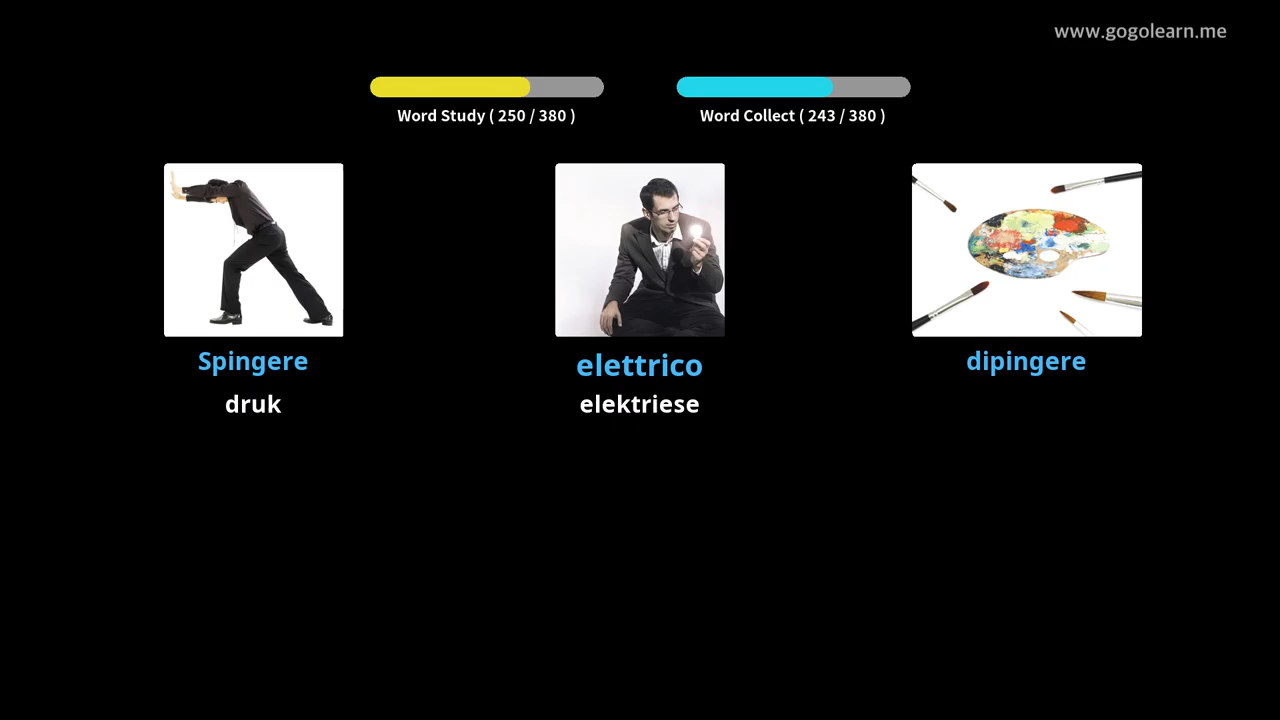 www.gogolearn.me
Word Study ( 250 / 380 )
Word Collect ( 243 / 380 )
Spingere
druk
elettrico
elektriese
dipingere